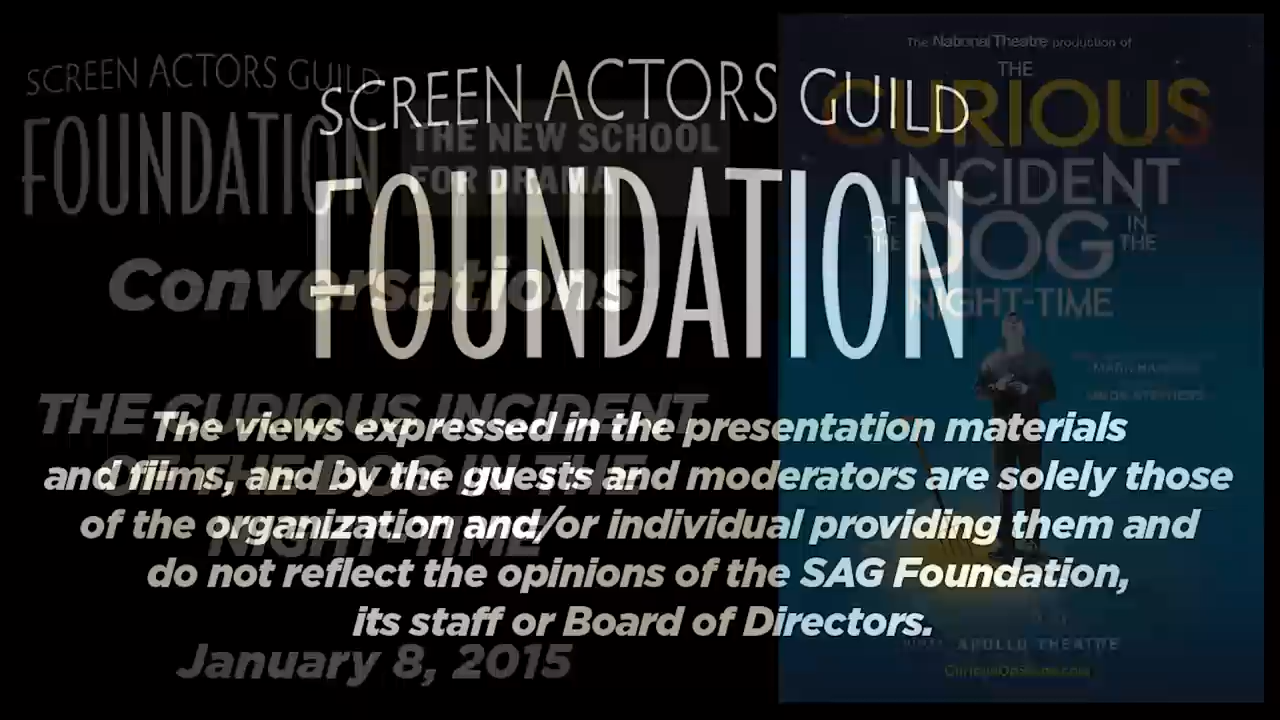 SCREEN ACTORS GUILD
FOUNDATION
The views expressed in the presentation materials
and films, and by the guests and moderators are solely those
of the organization and/or individual providing them and
do not reflect the opinions of the SAG Foundation,
its staff or Board of Directors.
SCREEN ACTORS GUILD
FOUNDATION
THE NEW SCHOOL
FOR DRAMA
Conversations
THE CURIOUS INCIDENT
OF THE DOG IN THE
NIGHT-TIME
January 8, 2015
The National Theatre production of
THE
CURIOUS
INCIDENT
OF THE DOG IN THE
NIGHT-TIME
APOLLO THEATRE